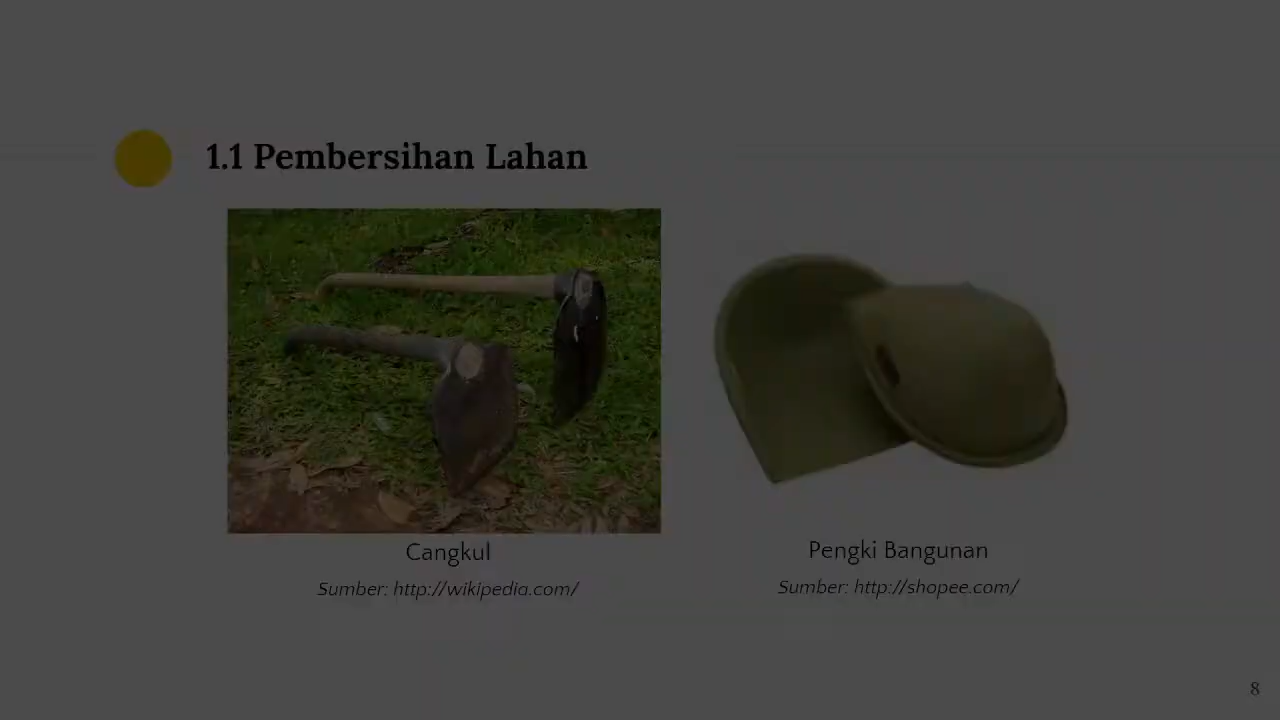 1.1 Pembersihan Lahan
Cangkul
Sumber: http://wikipedia.com/
Pengki Bangunan
Sumber: http://shopee.com/
8